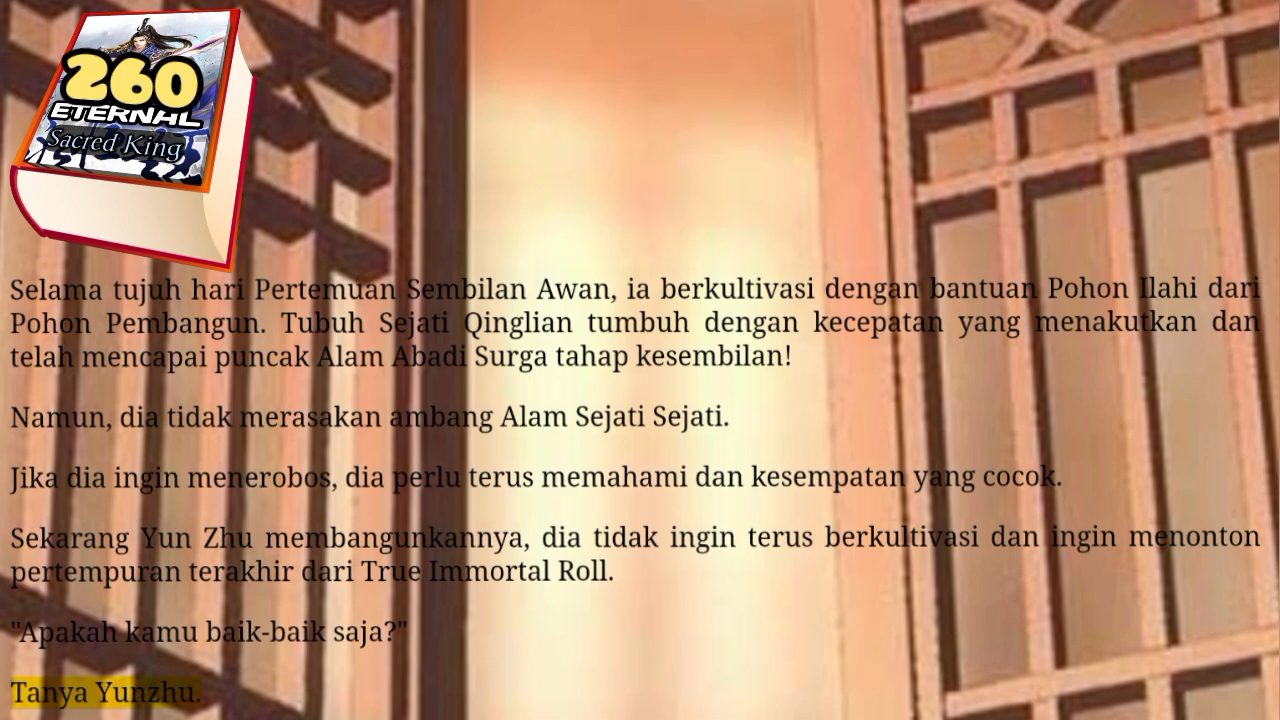 260
ETERNAL
Sacred King
Selama tujuh hari Pertemuan Sembilan Awan, ia berkultivasi dengan bantuan Pohon Ilahi dari
Pohon Pembangun. Tubuh Sejati Qinglian tumbuh dengan kecepatan yang menakutkan dan
telah mencapai puncak Alam Abadi Surga tahap kesembilan!
Namun, dia tidak merasakan ambang Alam Sejati Sejati.
Jika dia ingin menerobos, dia perlu terus memahami dan kesempatan yang cocok.
Sekarang Yun Zhu membangunkannya, dia tidak ingin terus berkultivasi dan ingin menonton
pertempuran terakhir dari True Immortal Roll.
"Apakah kamu baik-baik saja?"
Tanya Yunzhu.